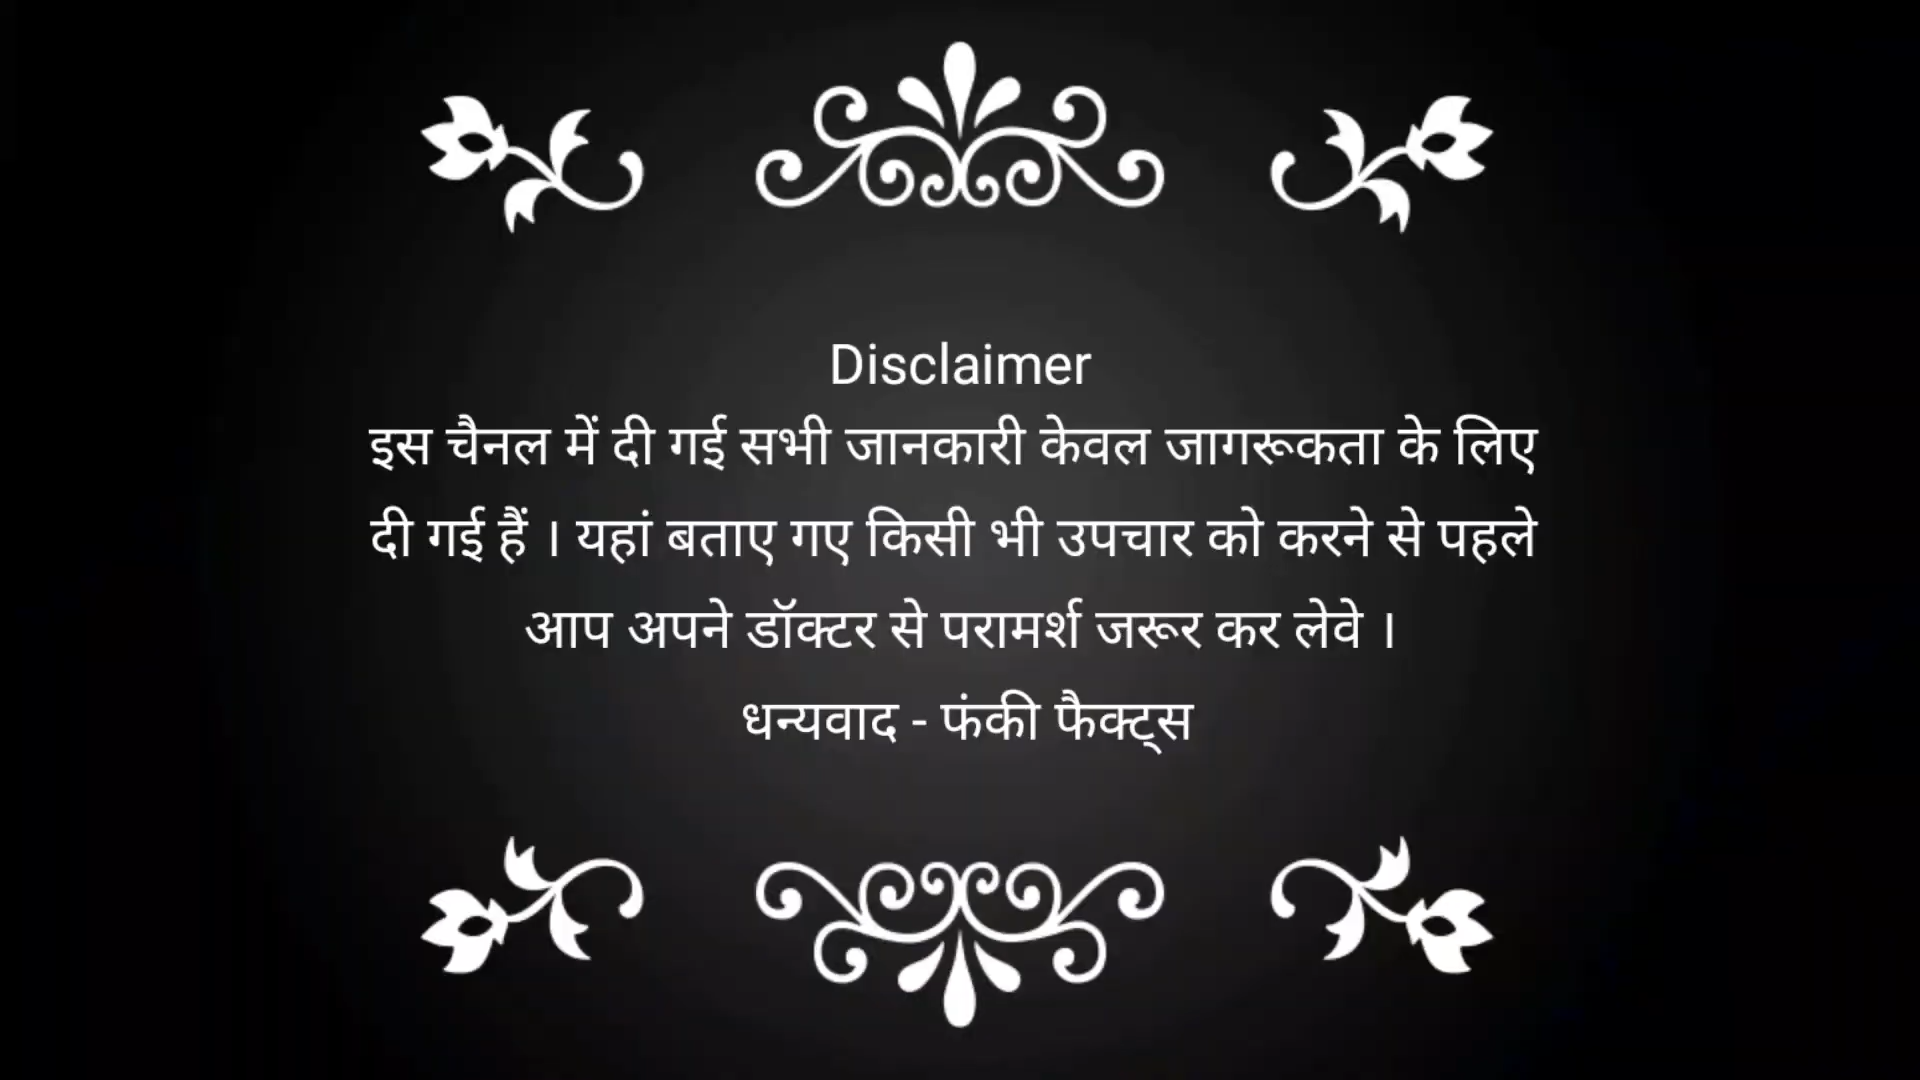 Disclaimer
इस चैनल में दी गई सभी जानकारी केवल जागरूकता के लिए
दी गई हैं । यहां बताए गए किसी भी उपचार को करने से पहले
आप अपने डॉक्टर से परामर्श जरूर कर लेवे ।
धन्यवाद - फंकी फैक्ट्स